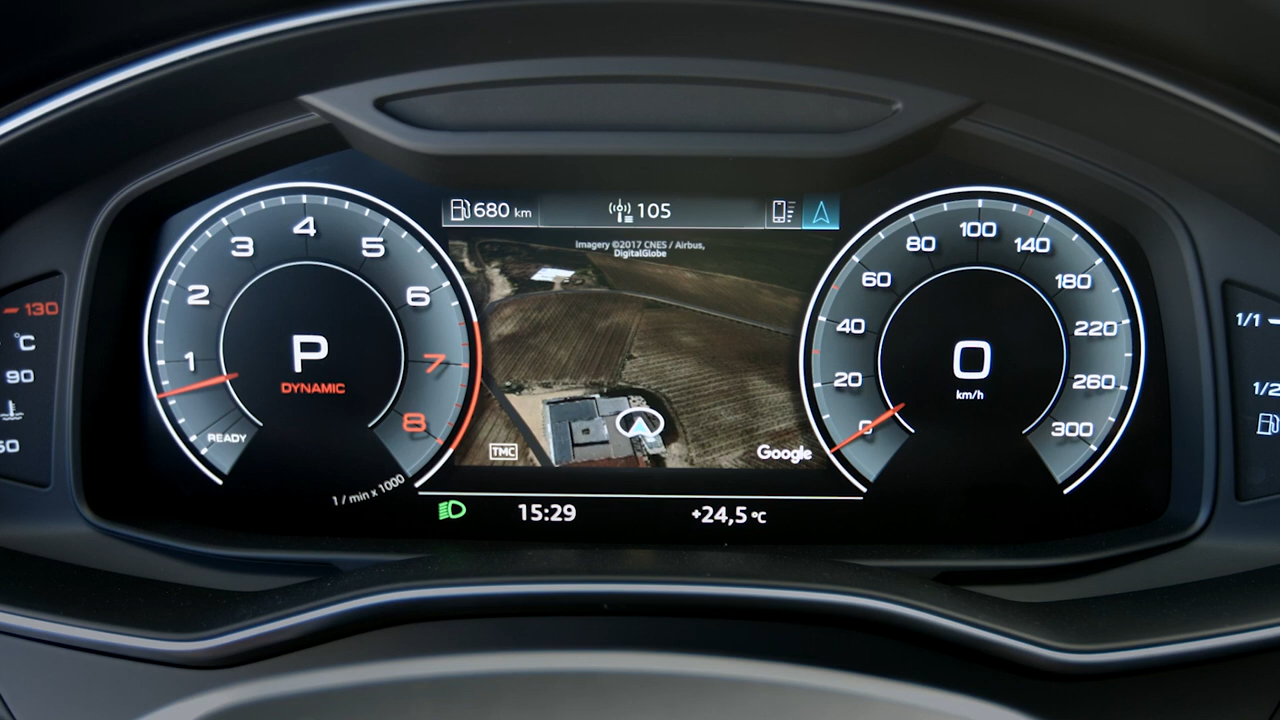 680 km
105
Imagery ©2017 CNES / Airbus,
DigitalGlobe
130
°C
90
1
2
3
4
5
6
7
8
READY
P
DYNAMIC
1 / min x 1000
TMC
Google
0
20
40
60
80
100
140
180
220
260
300
0
km/h
1/1
1/2
15:29
+24,5 °C